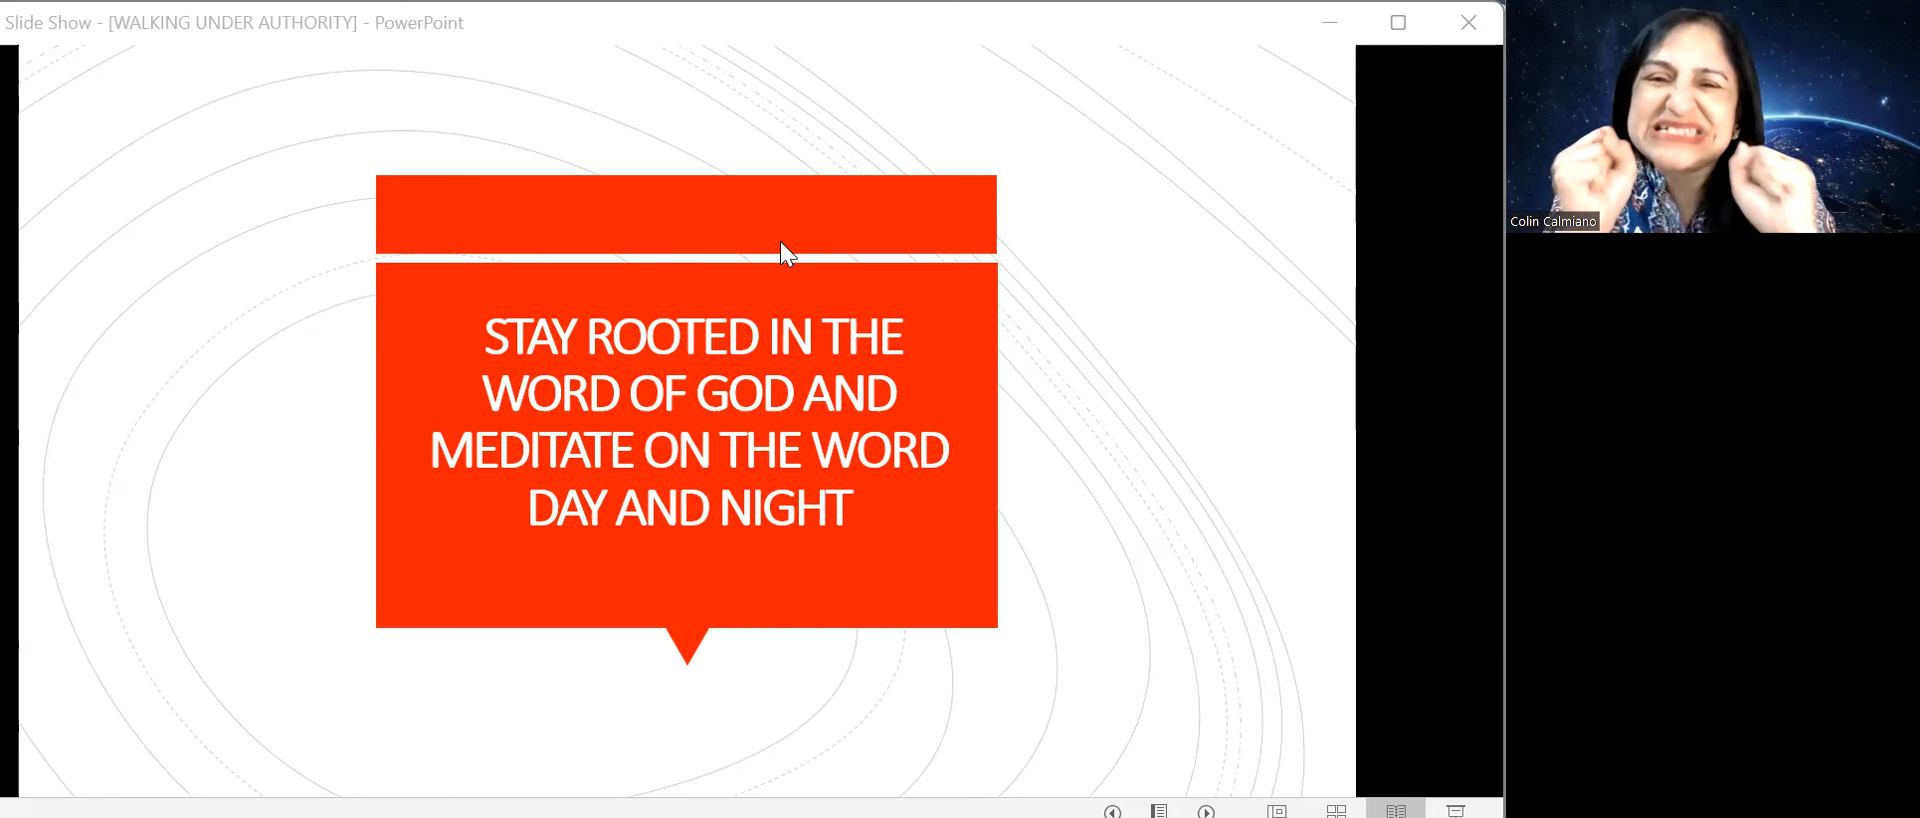 Slide Show - [WALKING UNDER AUTHORITY] - PowerPoint
Colin Calmiano
STAY ROOTED IN THE
WORD OF GOD AND
MEDITATE ON THE WORD
DAY AND NIGHT